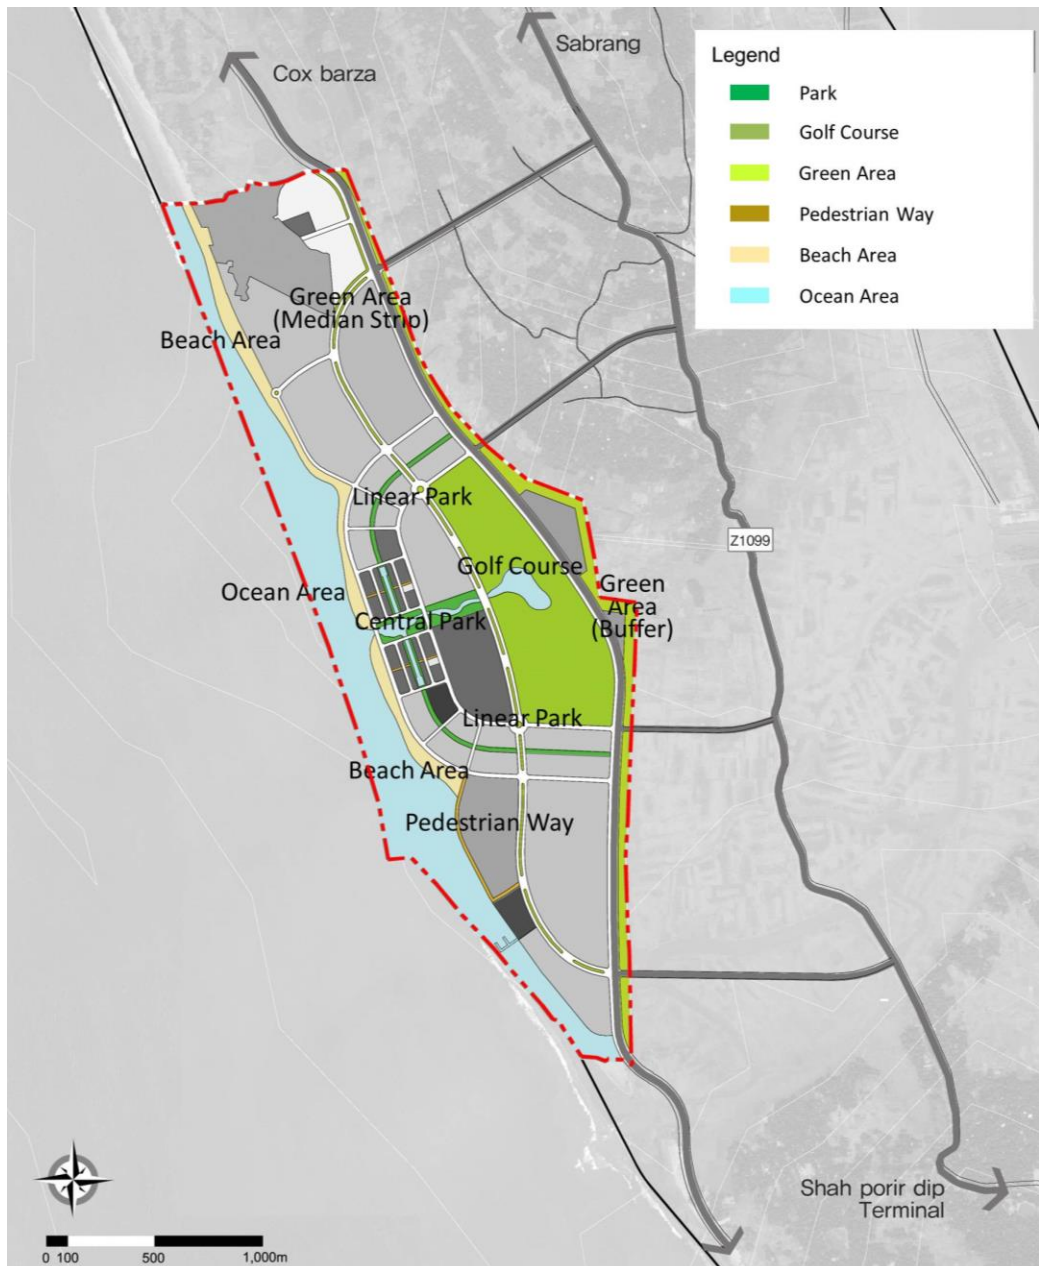 Sabrang
Cox barza
Legend
Park
Golf Course
Green Area
Pedestrian Way
Beach Area
Ocean Area
Green Area
(Median Strip)
Beach Area
Linear Park
Z1099
Golf Course
Ocean Area
Green
Area
(Buffer)
Central Park
Linear Park
Beach Area
Pedestrian Way
Shah porir dip
Terminal
0 100 500 1,000m